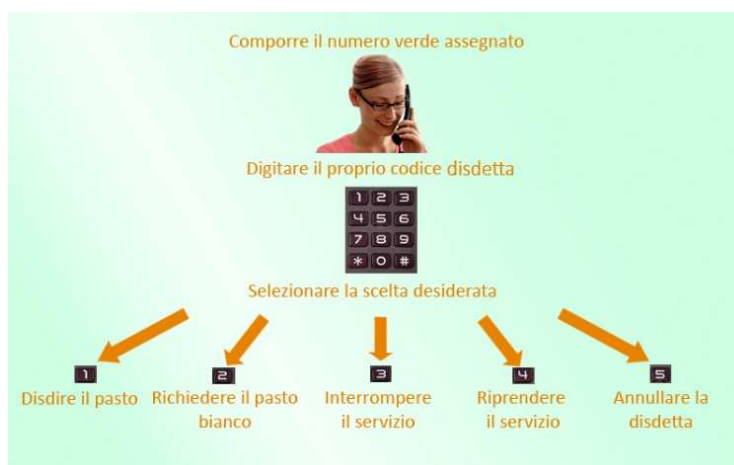 Comporre il numero verde assegnato
Digitare il proprio codice disdetta
1 2 3
4 5 6
7 8 9
* 0 #
Selezionare la scelta desiderata
1 2 3 4 5
Disdire il pasto Richiedere il pasto Interrompere Riprendere Annullare la
bianco il servizio il servizio disdetta